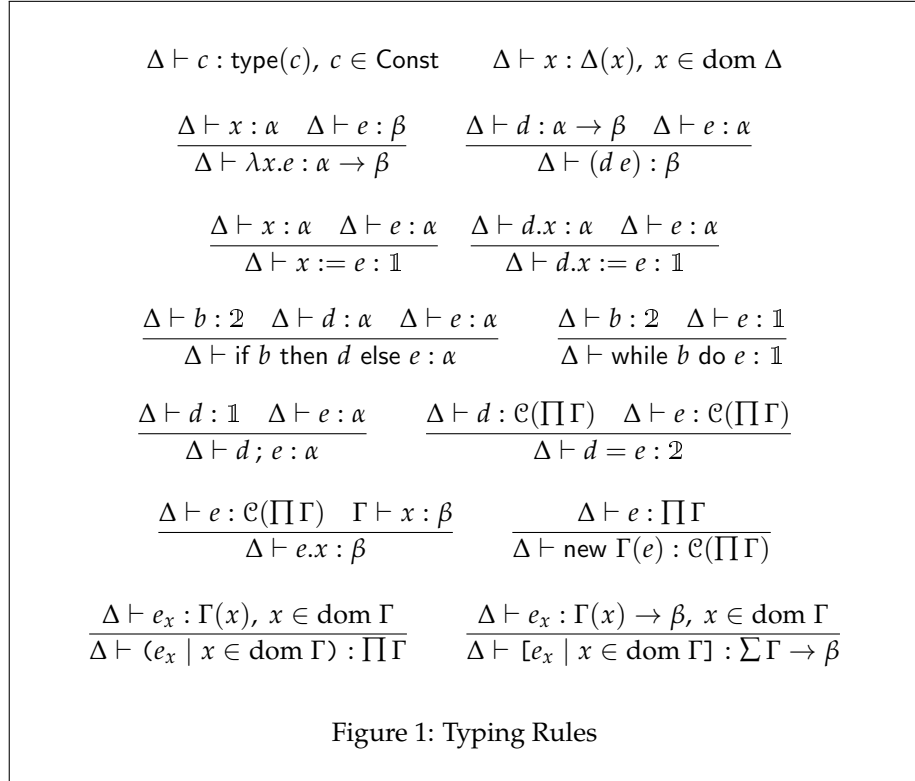 Δ ⊢ c : type(c), c ∈ Const Δ ⊢ x : Δ(x), x ∈ dom Δ
Δ ⊢ x : α Δ ⊢ e : β Δ ⊢ d : α → β Δ ⊢ e : α
Δ ⊢ λx.e : α → β Δ ⊢ (d e) : β
Δ ⊢ x : α Δ ⊢ e : α Δ ⊢ d.x : α Δ ⊢ e : α
Δ ⊢ x := e : 𝟙 Δ ⊢ d.x := e : 𝟙
Δ ⊢ b : 𝟚 Δ ⊢ d : α Δ ⊢ e : α Δ ⊢ b : 𝟚 Δ ⊢ e : 𝟙
Δ ⊢ if b then d else e : α Δ ⊢ while b do e : 𝟙
Δ ⊢ d : 𝟙 Δ ⊢ e : α Δ ⊢ d : 𝒞(∏ Γ) Δ ⊢ e : 𝒞(∏ Γ)
Δ ⊢ d ; e : α Δ ⊢ d = e : 𝟚
Δ ⊢ e : 𝒞(∏ Γ) Γ ⊢ x : β Δ ⊢ e : ∏ Γ
Δ ⊢ e.x : β Δ ⊢ new Γ(e) : 𝒞(∏ Γ)
Δ ⊢ eₓ : Γ(x), x ∈ dom Γ Δ ⊢ eₓ : Γ(x) → β, x ∈ dom Γ
Δ ⊢ (eₓ | x ∈ dom Γ) : ∏ Γ Δ ⊢ [eₓ | x ∈ dom Γ] : ∑ Γ → β
Figure 1: Typing Rules